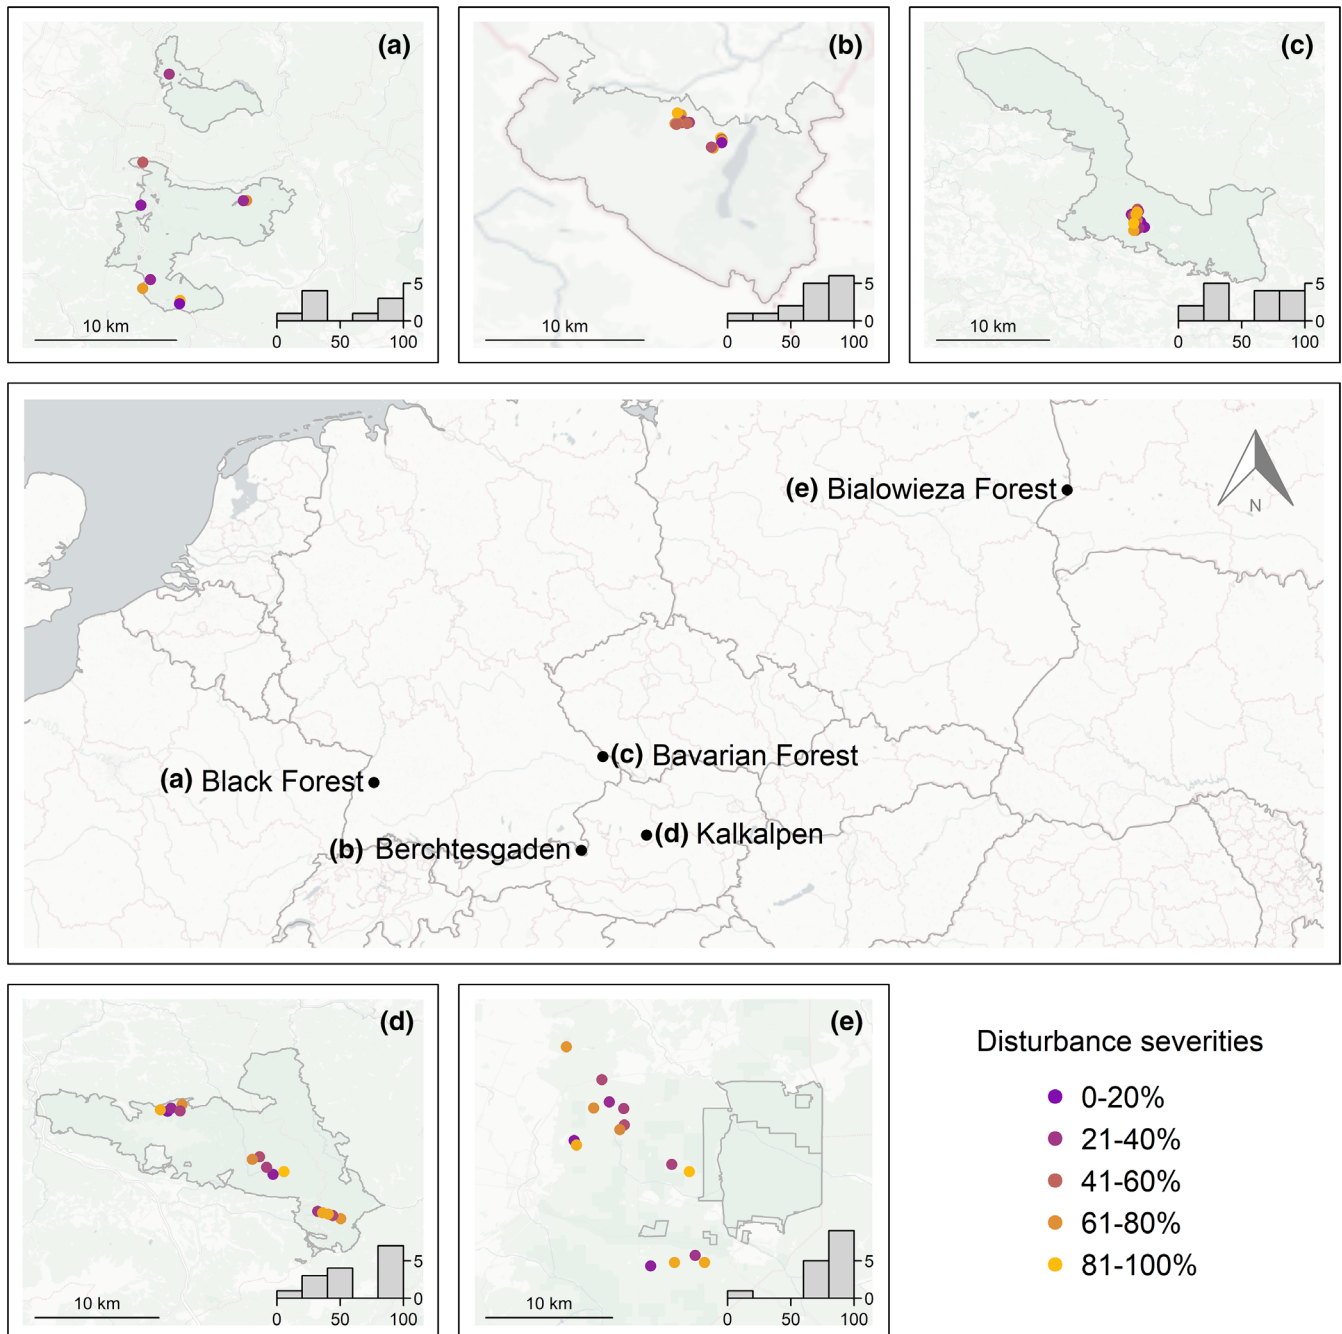 (a)
10 km
5
0
0 50 100
(b)
10 km
5
0
0 50 100
(c)
10 km
5
0
0 50 100
(e) Bialowieza Forest
N
(c) Bavarian Forest
(a) Black Forest
(d) Kalkalpen
(b) Berchtesgaden
(d)
10 km
5
0
0 50 100
(e)
10 km
5
0
0 50 100
Disturbance severities
0-20%
21-40%
41-60%
61-80%
81-100%